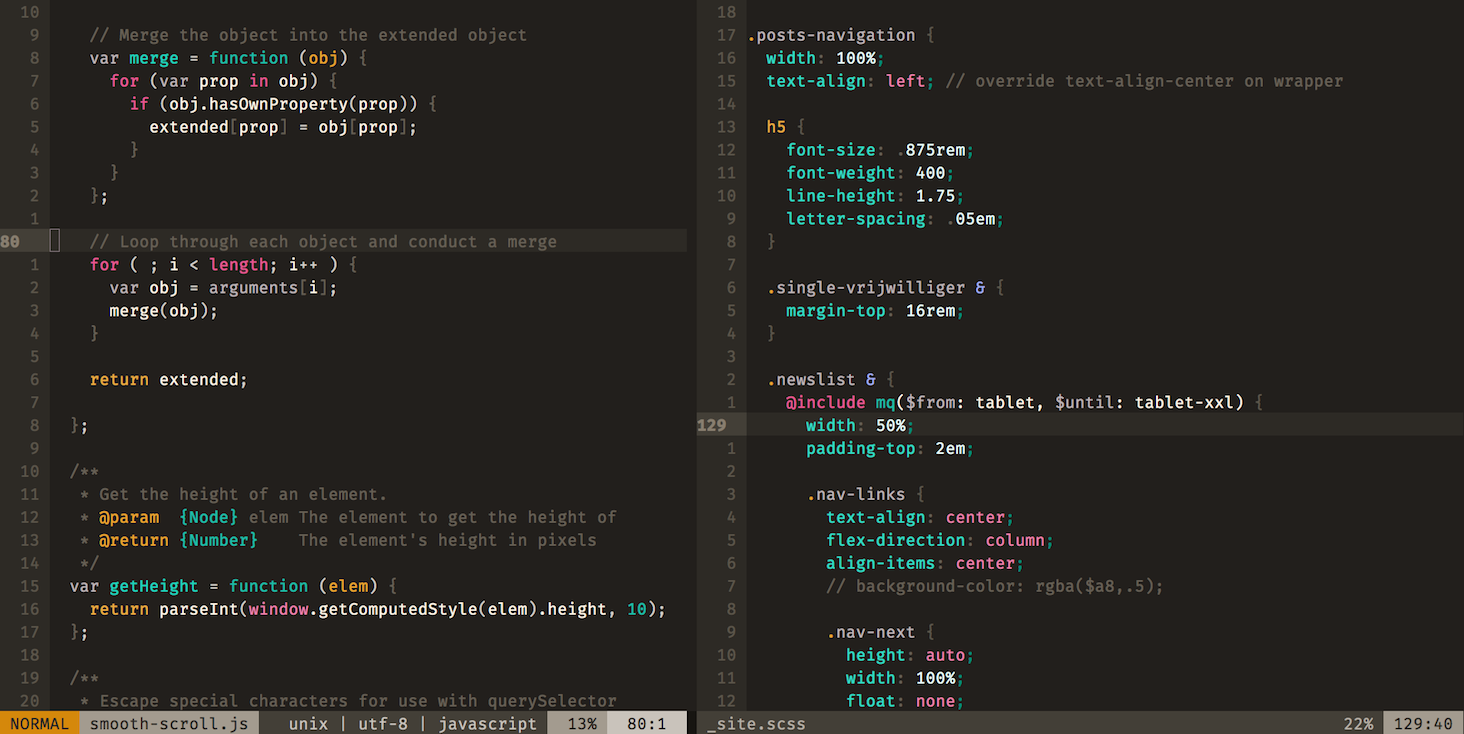 10
9 // Merge the object into the extended object
8 var merge = function (obj) {
7 for (var prop in obj) {
6 if (obj.hasOwnProperty(prop)) {
5 extended[prop] = obj[prop];
4 }
3 }
2 };
1
80 // Loop through each object and conduct a merge
1 for ( ; i < length; i++ ) {
2 var obj = arguments[i];
3 merge(obj);
4 }
5
6 return extended;
7
8 };
9
10 /**
11 * Get the height of an element.
12 * @param {Node} elem The element to get the height of
13 * @return {Number} The element's height in pixels
14 */
15 var getHeight = function (elem) {
16 return parseInt(window.getComputedStyle(elem).height, 10);
17 };
18
19 /**
20 * Escape special characters for use with querySelector
NORMAL smooth-scroll.js unix | utf-8 | javascript 13% 80:1
18
17 .posts-navigation {
16 width: 100%;
15 text-align: left; // override text-align-center on wrapper
14
13 h5 {
12 font-size: .875rem;
11 font-weight: 400;
10 line-height: 1.75;
9 letter-spacing: .05em;
8 }
7
6 .single-vrijwilliger & {
5 margin-top: 16rem;
4 }
3
2 .newslist & {
1 @include mq($from: tablet, $until: tablet-xxl) {
129 width: 50%;
1 padding-top: 2em;
2
3 .nav-links {
4 text-align: center;
5 flex-direction: column;
6 align-items: center;
7 // background-color: rgba($a8,.5);
8
9 .nav-next {
10 height: auto;
11 width: 100%;
12 float: none;
_site.scss 22% 129:40